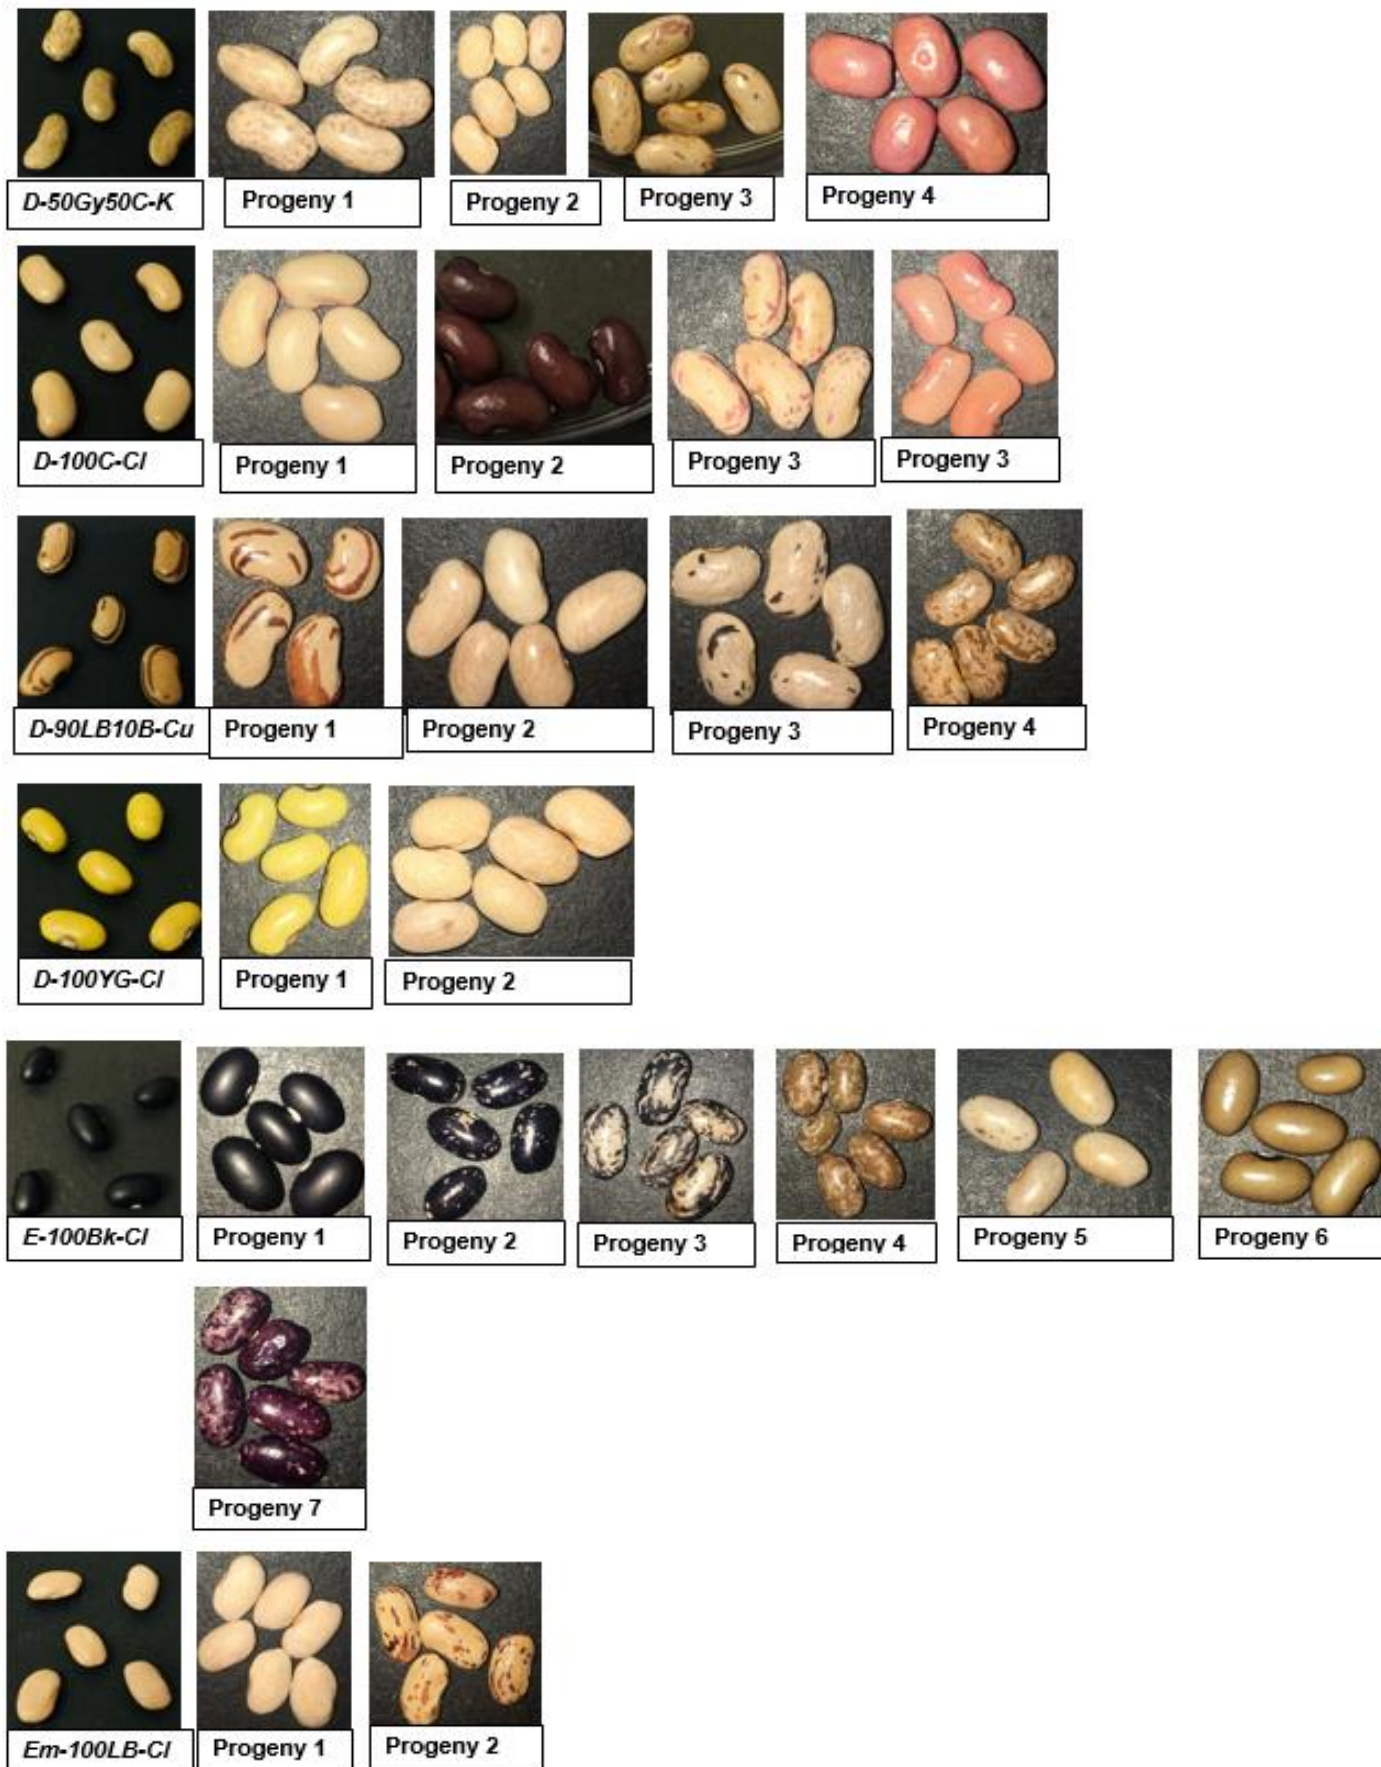 D-50Gy50C-K
Progeny 1
Progeny 2
Progeny 3
Progeny 4
D-100C-Cl
Progeny 1
Progeny 2
Progeny 3
Progeny 3
D-90LB10B-Cu
Progeny 1
Progeny 2
Progeny 3
Progeny 4
D-100YG-Cl
Progeny 1
Progeny 2
E-100Bk-Cl
Progeny 1
Progeny 2
Progeny 3
Progeny 4
Progeny 5
Progeny 6
Progeny 7
Em-100LB-Cl
Progeny 1
Progeny 2